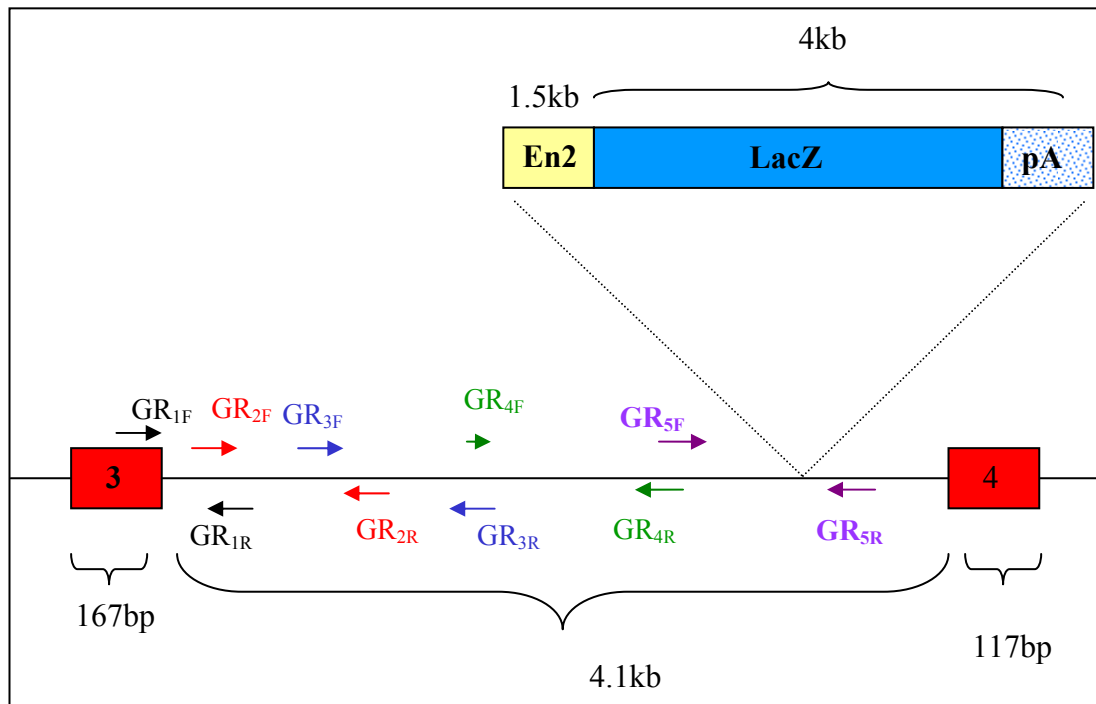 4kb
1.5kb
En2 LacZ pA
GR1F GR2F GR3F GR4F GR5F
3 4
GR1R GR2R GR3R GR4R GR5R
167bp 4.1kb 117bp